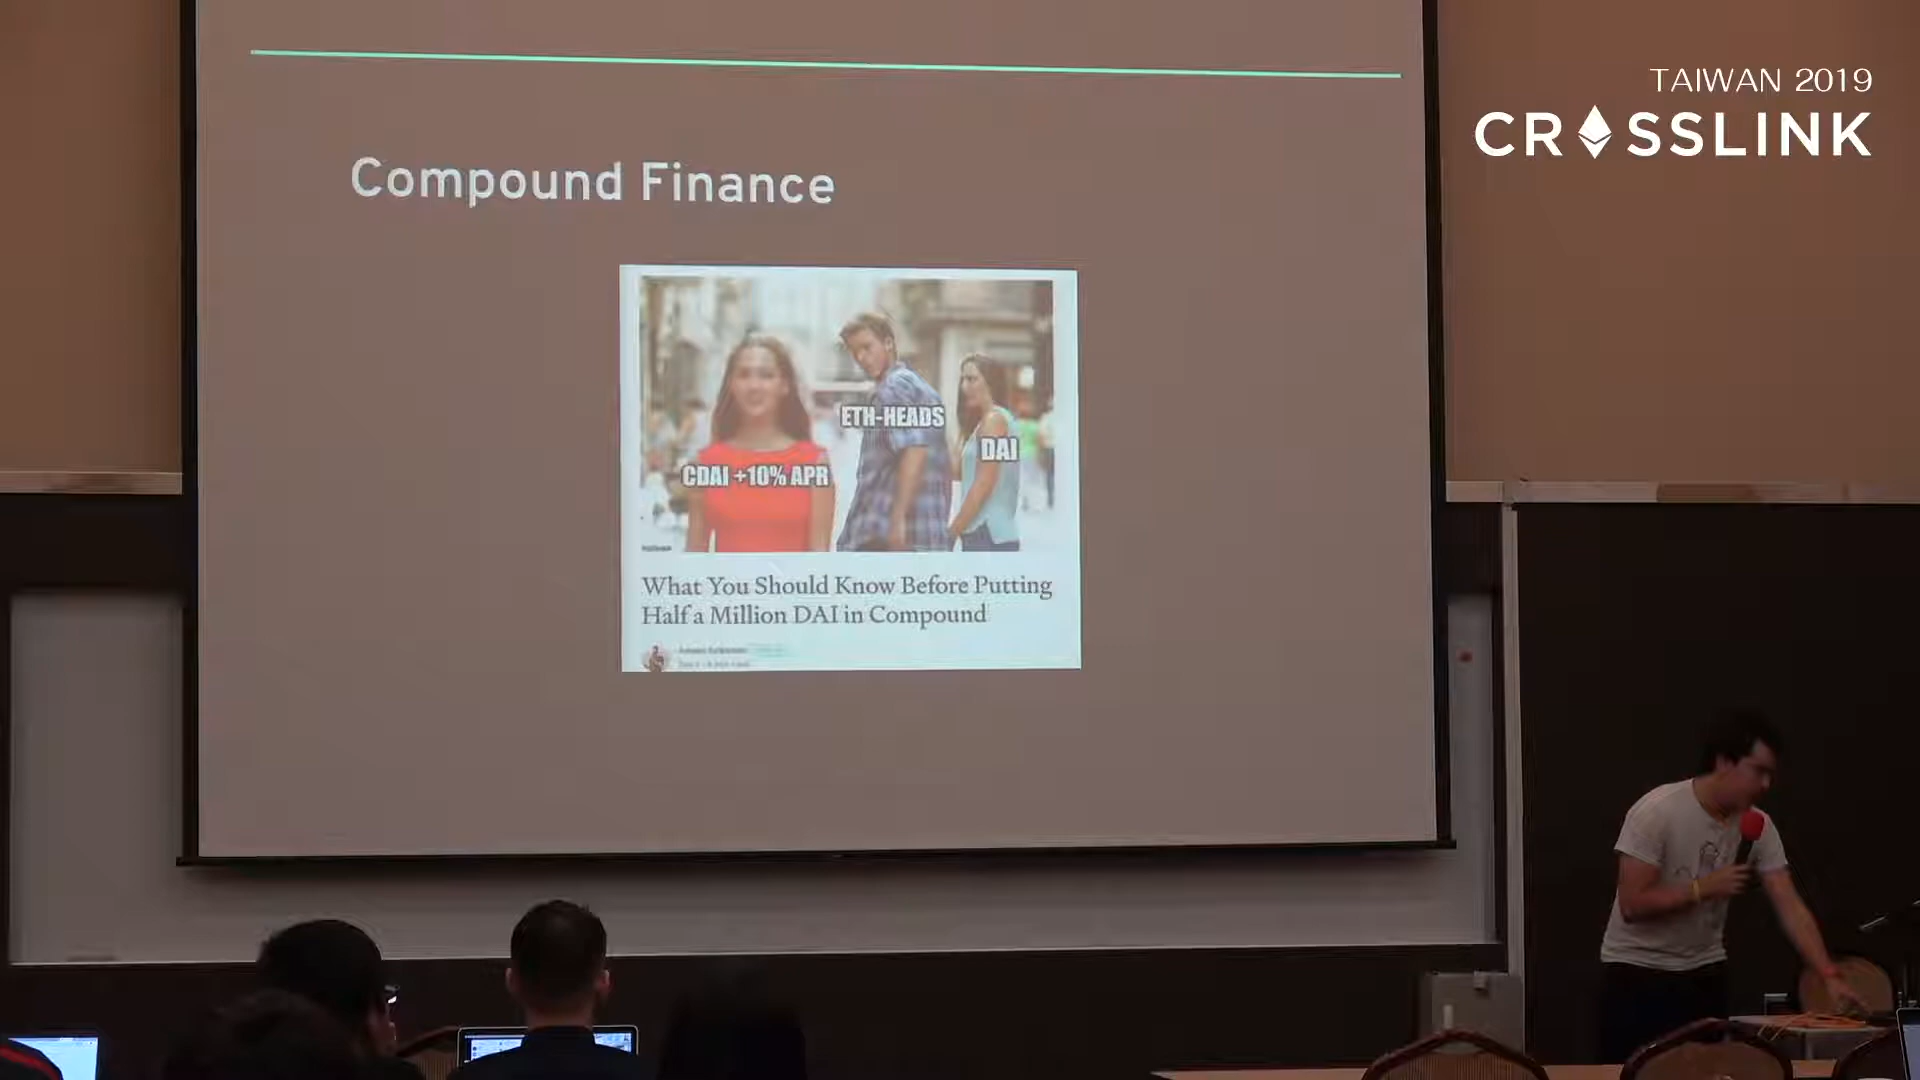 TAIWAN 2019
CROSSLINK
Compound Finance
ETH-HEADS
DAI
CDAI +10% APR
What You Should Know Before Putting
Half a Million DAI in Compound